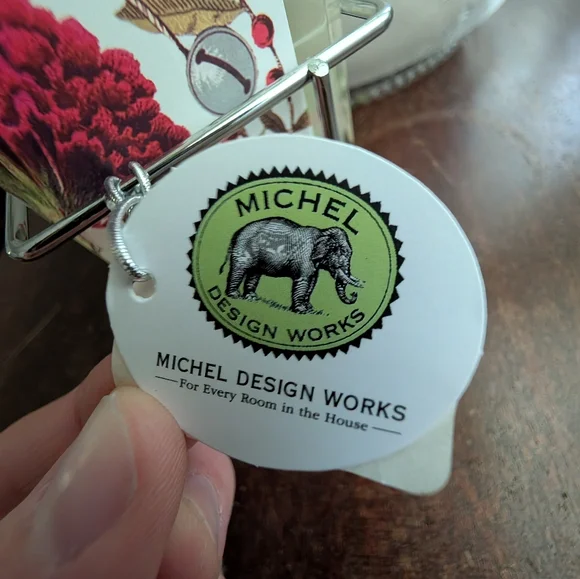 MICHEL
DESIGN WORKS
MICHEL DESIGN WORKS
—For Every Room in the House—